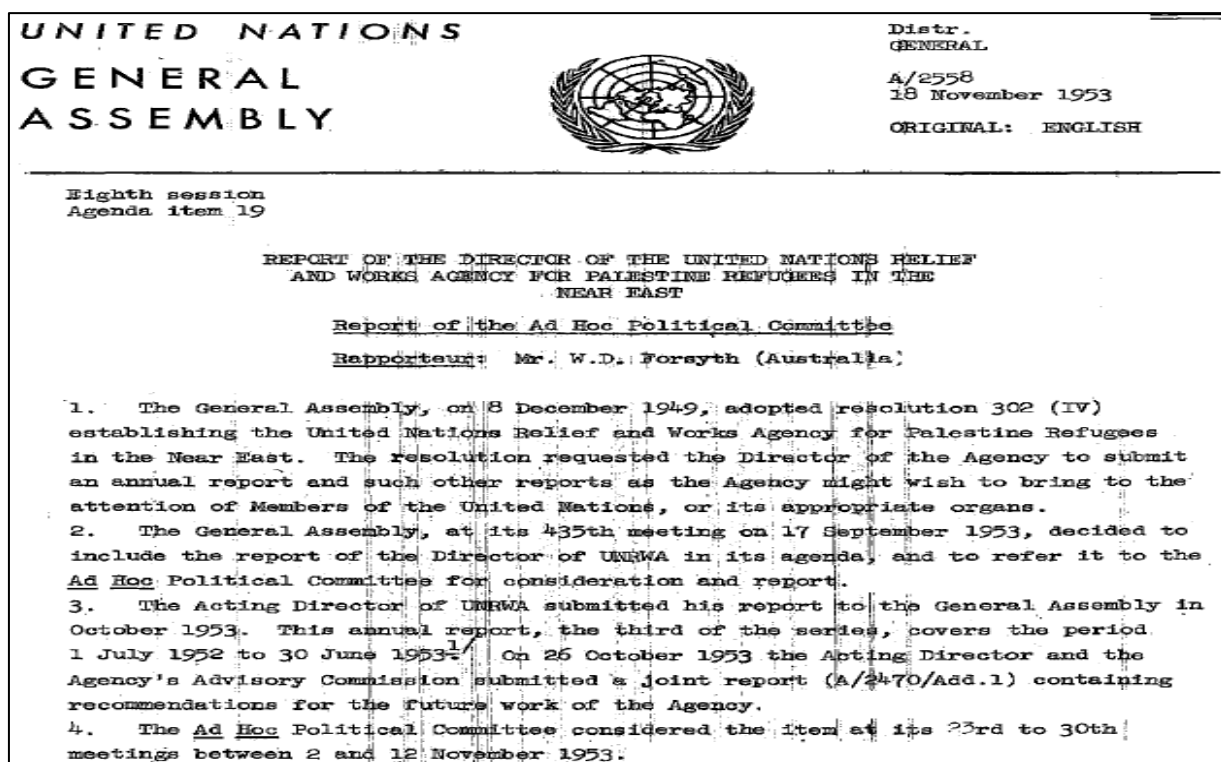 UNITED NATIONS
GENERAL
ASSEMBLY
Distr.
GENERAL
A/2558
18 November 1953
ORIGINAL: ENGLISH
Eighth session
Agenda item 19
REPORT OF THE DIRECTOR OF THE UNITED NATIONS RELIEF
AND WORKS AGENCY FOR PALESTINE REFUGEES IN THE
NEAR EAST
Report of the Ad Hoc Political Committee
Rapporteur: Mr. W.D. Forsyth (Australia)
1. The General Assembly, on 8 December 1949, adopted resolution 302 (IV)
establishing the United Nations Relief and Works Agency for Palestine Refugees
in the Near East. The resolution requested the Director of the Agency to submit
an annual report and such other reports as the Agency might wish to bring to the
attention of Members of the United Nations, or its appropriate organs.
2. The General Assembly, at its 435th meeting on 17 September 1953, decided to
include the report of the Director of UNRWA in its agenda, and to refer it to the
Ad Hoc Political Committee for consideration and report.
3. The Acting Director of UNRWA submitted his report to the General Assembly in
October 1953. This annual report, the third of the series, covers the period
1 July 1952 to 30 June 1953.1/ On 26 October 1953 the Acting Director and the
Agency's Advisory Commission submitted a joint report (A/2470/Add.1) containing
recommendations for the future work of the Agency.
4. The Ad Hoc Political Committee considered the item at its 23rd to 30th
meetings between 2 and 12 November 1953.